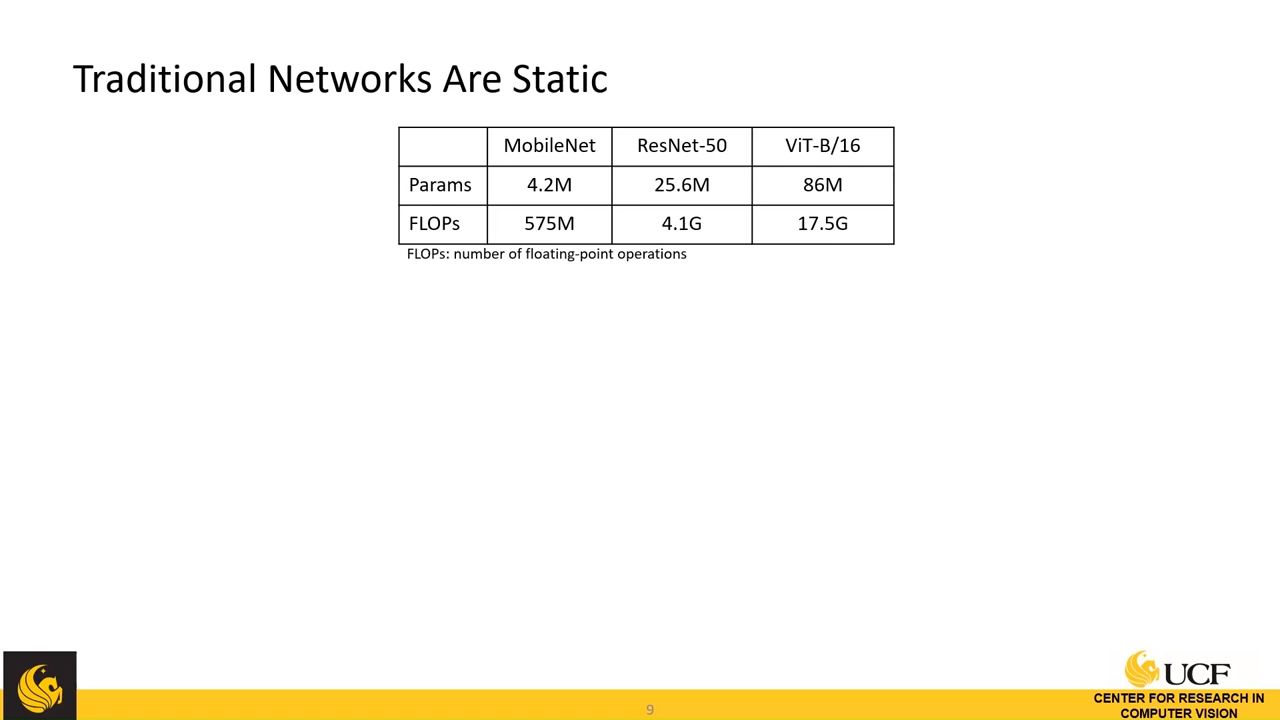 Traditional Networks Are Static
MobileNet ResNet-50 ViT-B/16
Params 4.2M 25.6M 86M
FLOPs 575M 4.1G 17.5G
FLOPs: number of floating-point operations
9
UCF
CENTER FOR RESEARCH IN
COMPUTER VISION